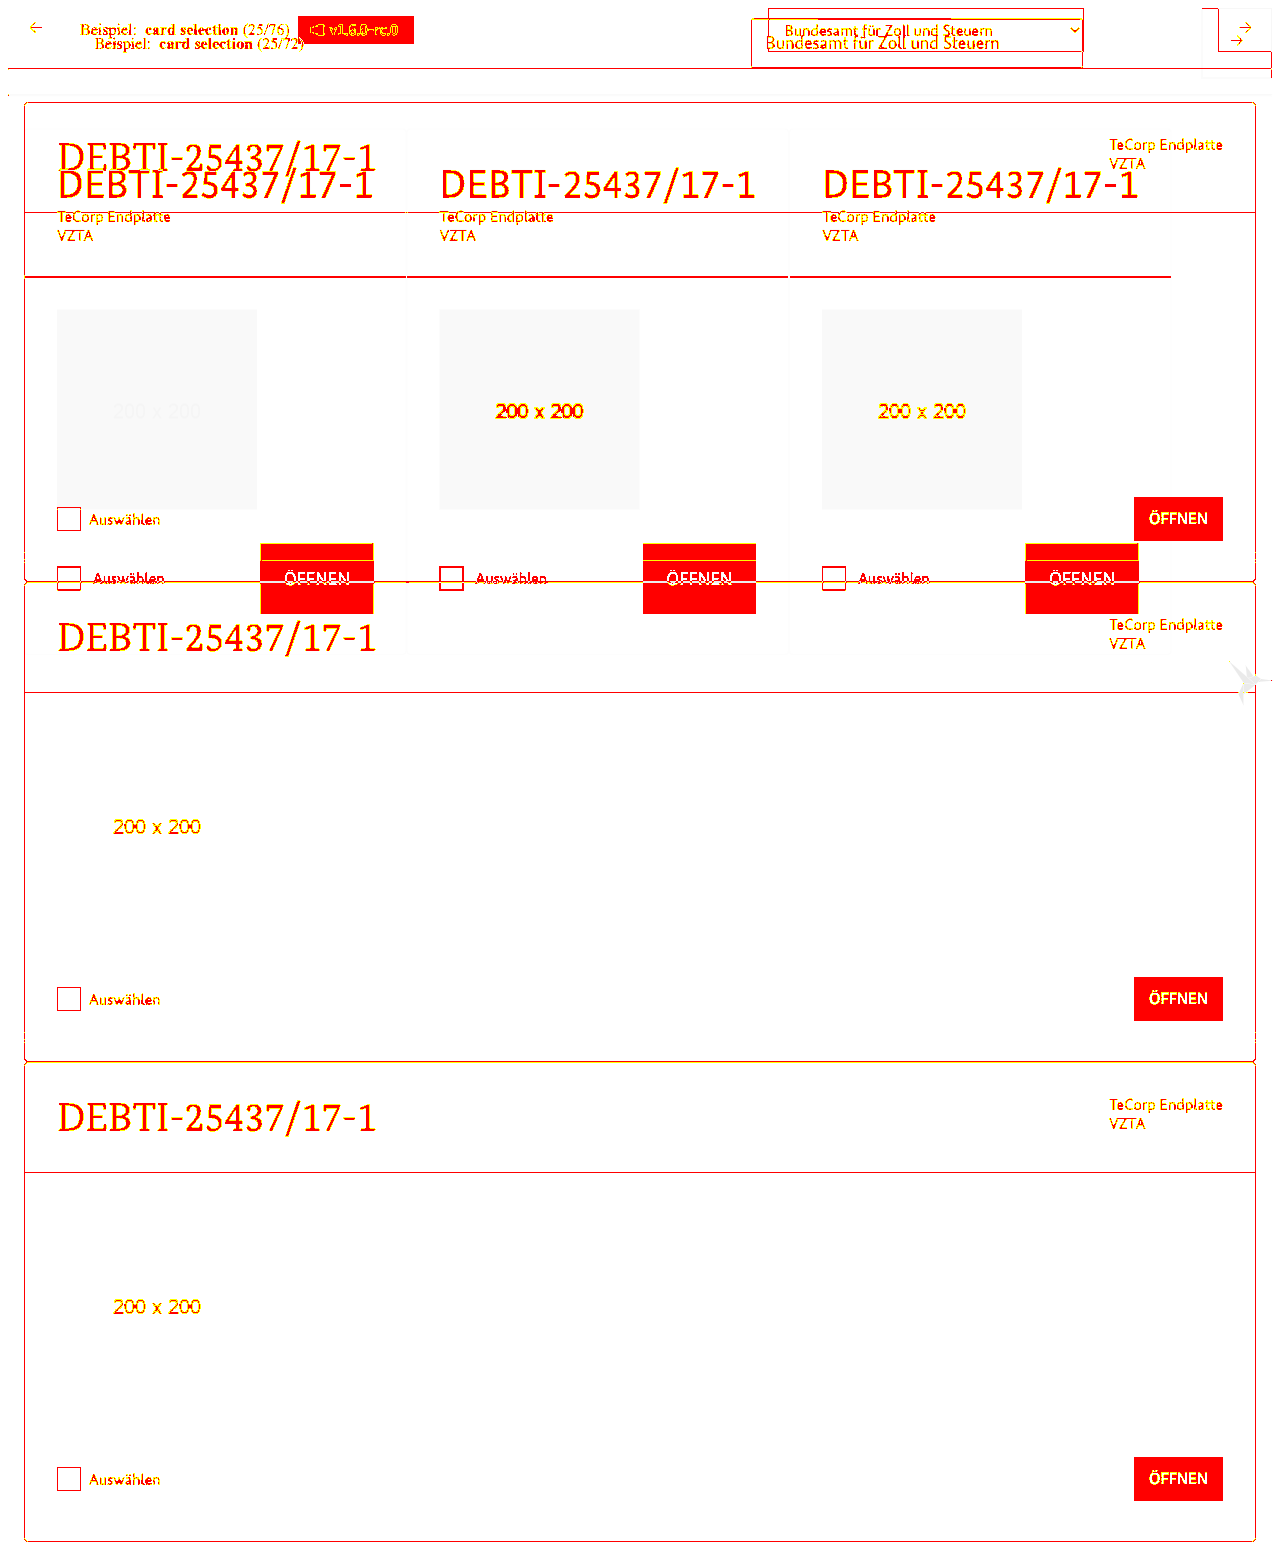 Beispiel: card selection (25/76)
v1.6.0-rc.0
Bundesamt für Zoll und Steuern
Beispiel: card selection (25/72)
Bundesamt für Zoll und Steuern
DEBTI-25437/17-1
TeCorp Endplatte
VZTA
DEBTI-25437/17-1 DEBTI-25437/17-1 DEBTI-25437/17-1
TeCorp Endplatte TeCorp Endplatte TeCorp Endplatte
VZTA VZTA VZTA
200 x 200 200 x 200 200 x 200
Auswählen ÖFFNEN
Auswählen ÖFFNEN Auswählen ÖFFNEN Auswählen ÖFFNEN
DEBTI-25437/17-1
TeCorp Endplatte
VZTA
200 x 200
Auswählen ÖFFNEN
DEBTI-25437/17-1
TeCorp Endplatte
VZTA
200 x 200
Auswählen ÖFFNEN